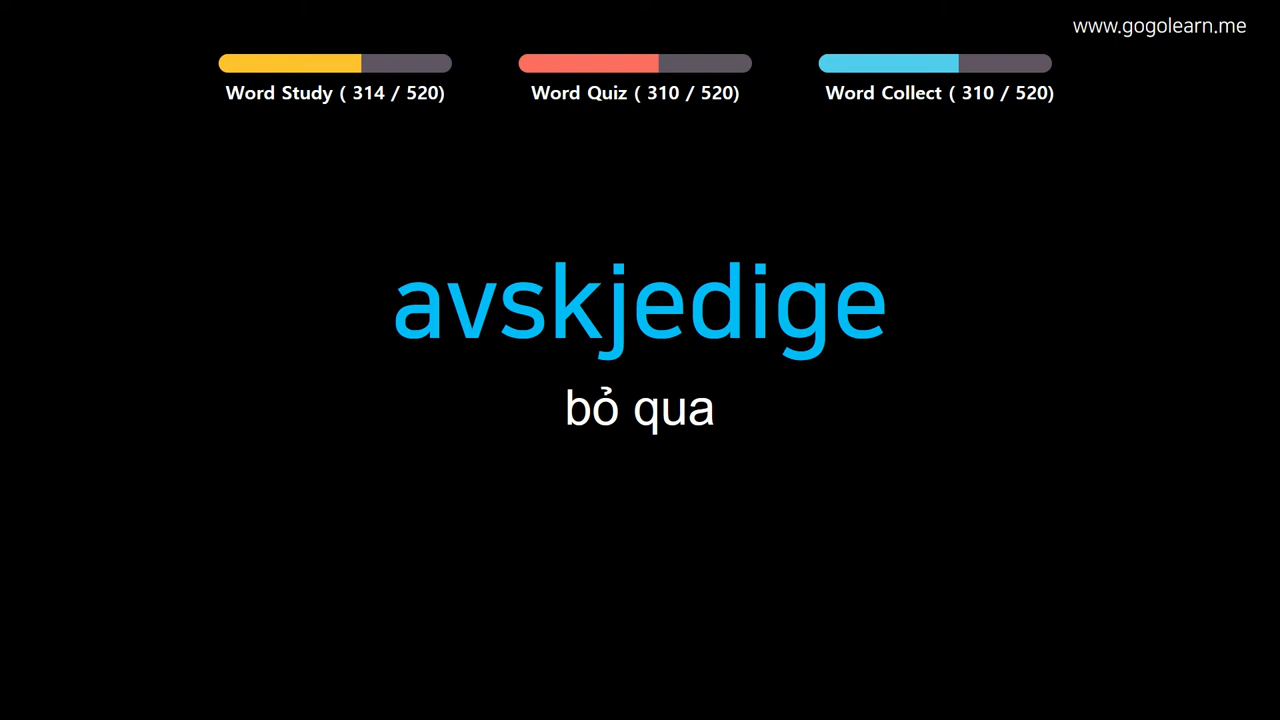 www.gogolearn.me
Word Study ( 314 / 520)
Word Quiz ( 310 / 520)
Word Collect ( 310 / 520)
avskjedige
bỏ qua